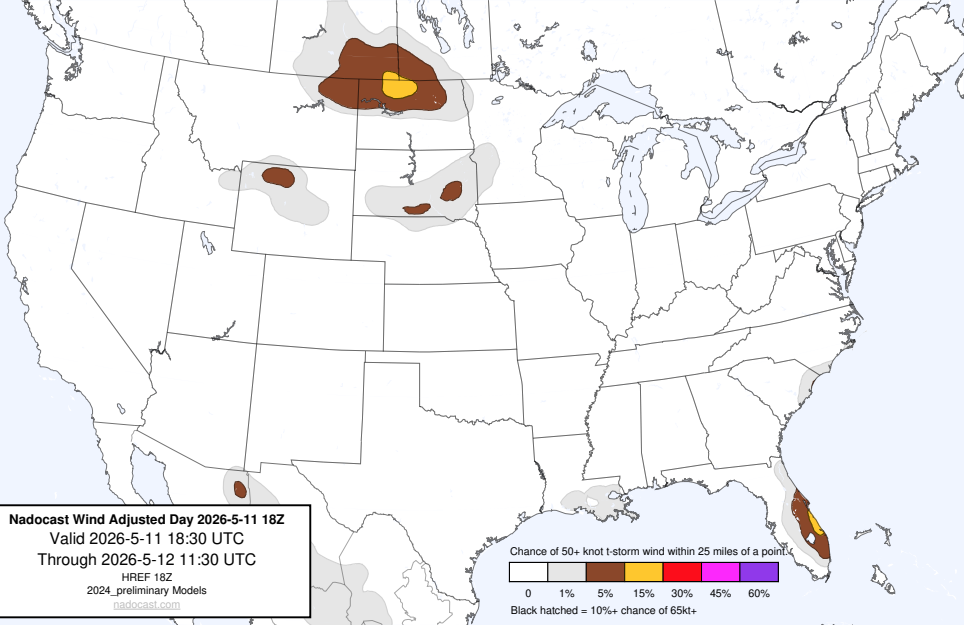 Nadocast Wind Adjusted Day 2026-5-11 18Z
Valid 2026-5-11 18:30 UTC
Through 2026-5-12 11:30 UTC
HREF 18Z
2024_preliminary Models
nadocast.com
Chance of 50+ knot t-storm wind within 25 miles of a point.
0 1% 5% 15% 30% 45% 60%
Black hatched = 10%+ chance of 65kt+